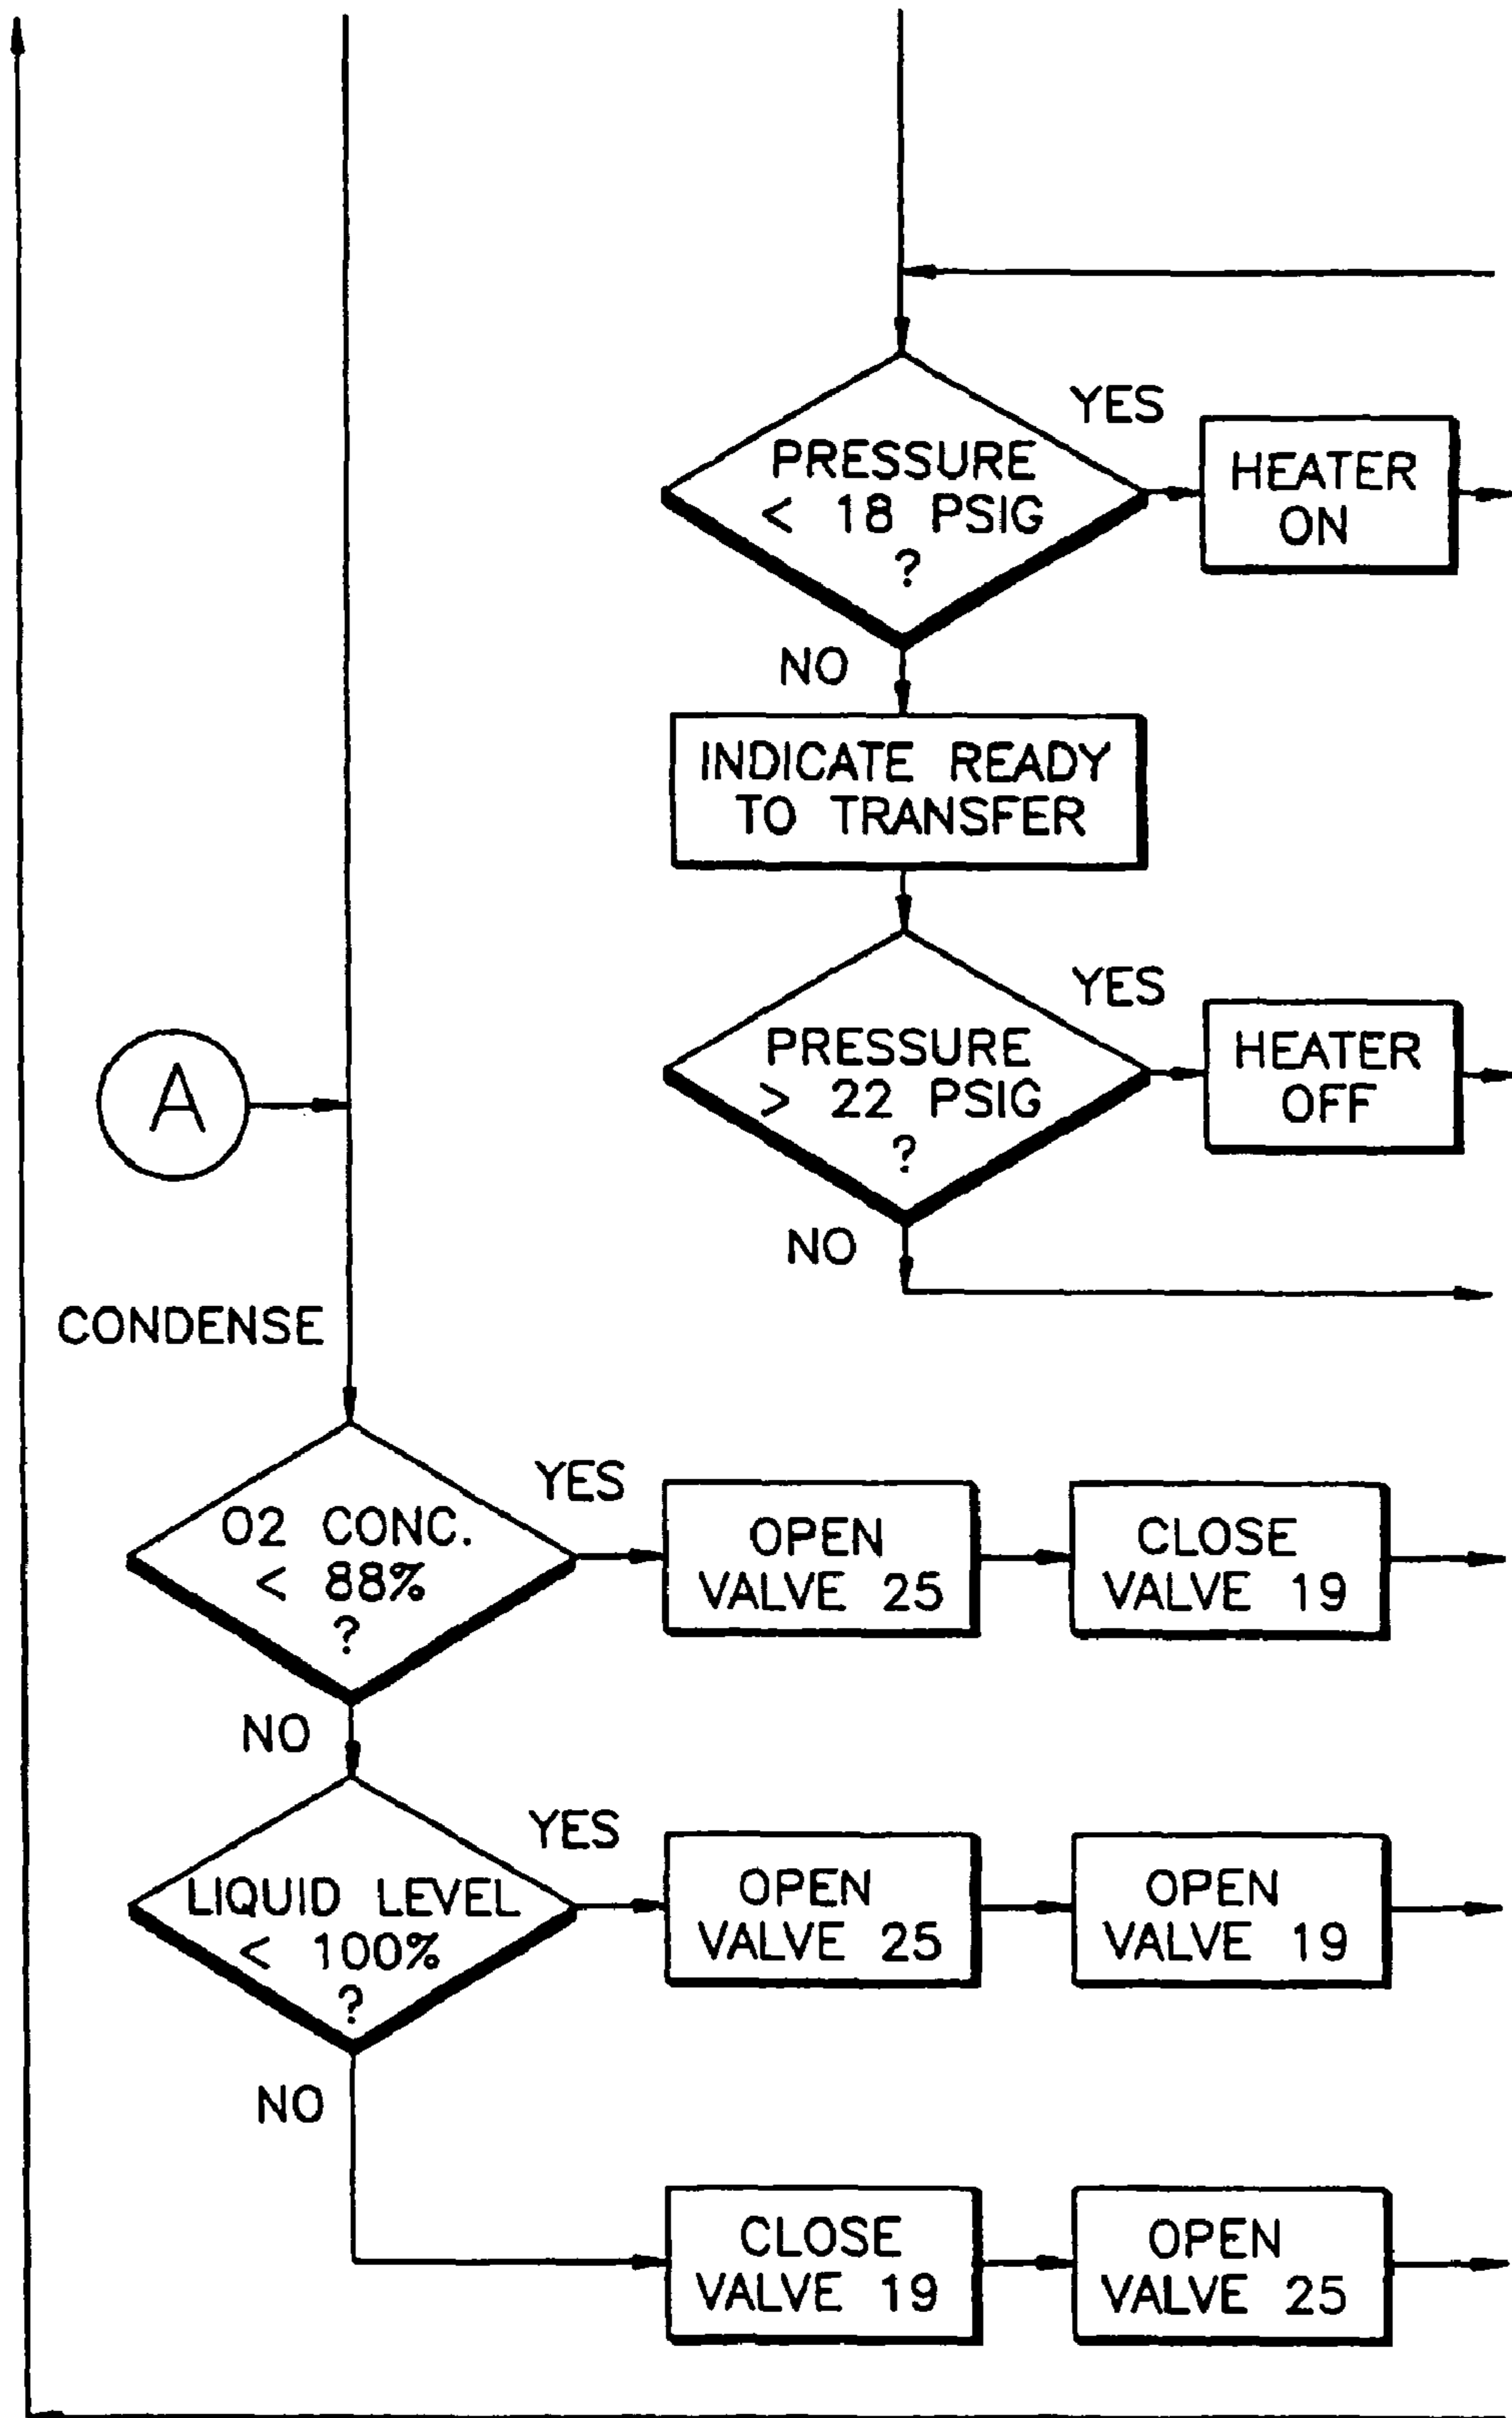 YES
PRESSURE
< 18 PSIG
?
HEATER
ON
NO
INDICATE READY
TO TRANSFER
YES
PRESSURE
> 22 PSIG
?
HEATER
OFF
NO
A
CONDENSE
YES
O2 CONC.
< 88%
?
OPEN
VALVE 25
CLOSE
VALVE 19
NO
YES
LIQUID LEVEL
< 100%
?
OPEN
VALVE 25
OPEN
VALVE 19
NO
CLOSE
VALVE 19
OPEN
VALVE 25